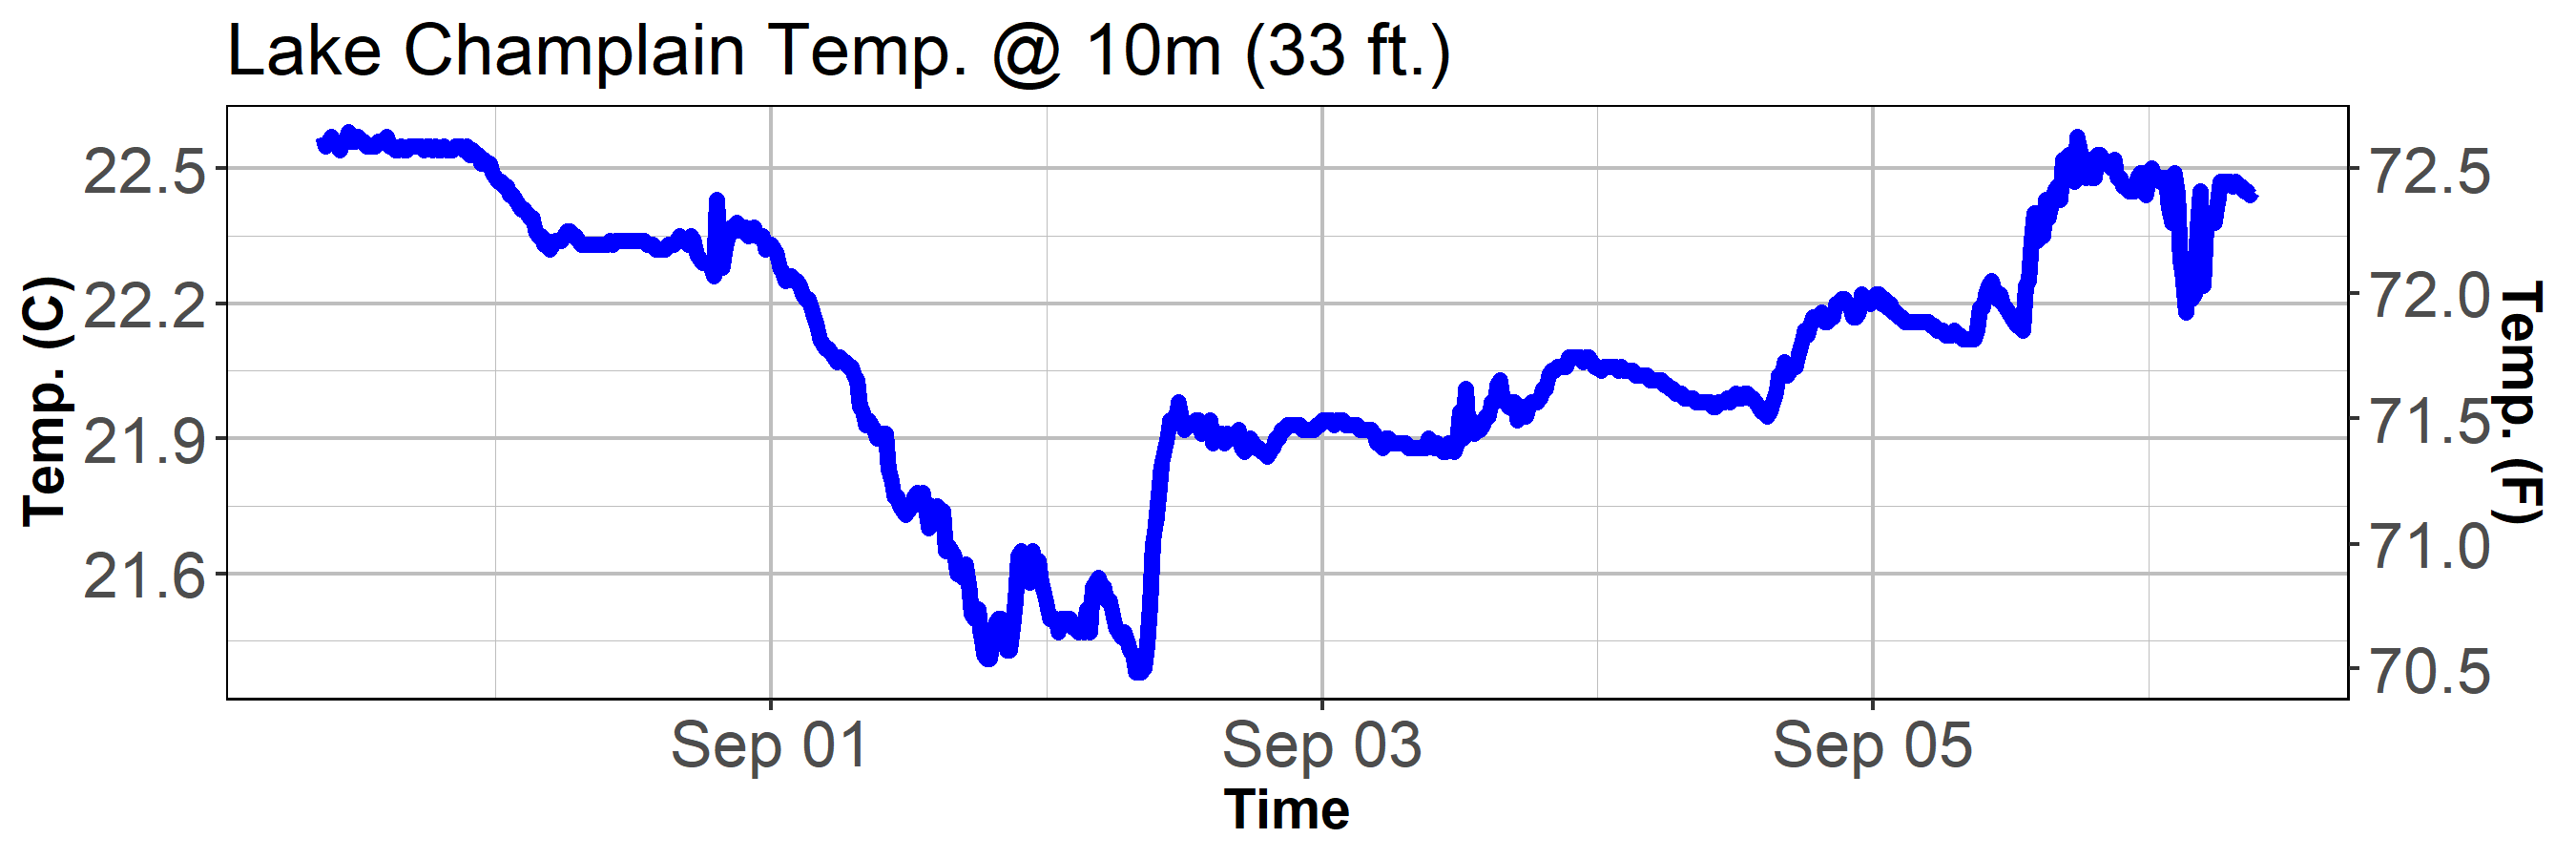 Lake Champlain Temp. @ 10m (33 ft.)
Temp. (C)
22.5
22.2
21.9
21.6
72.5
72.0
71.5
71.0
70.5
Temp. (F)
Sep 01
Sep 03
Sep 05
Time